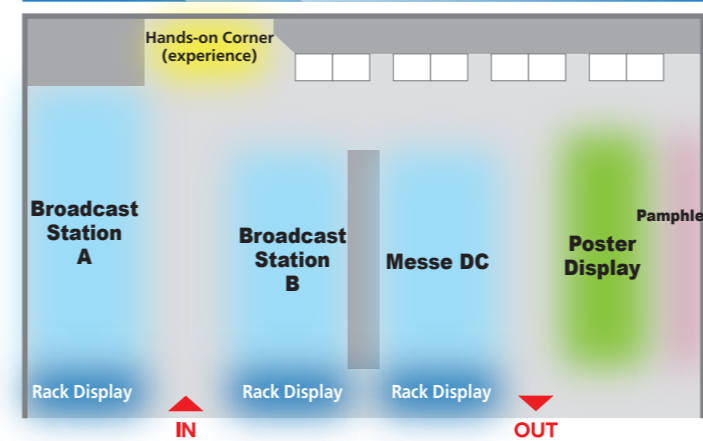 Hands-on Corner
(experience)
Broadcast
Station
A
Broadcast
Station
B
Messe DC
Poster
Display
Pamphle
Rack Display
Rack Display
Rack Display
IN
OUT